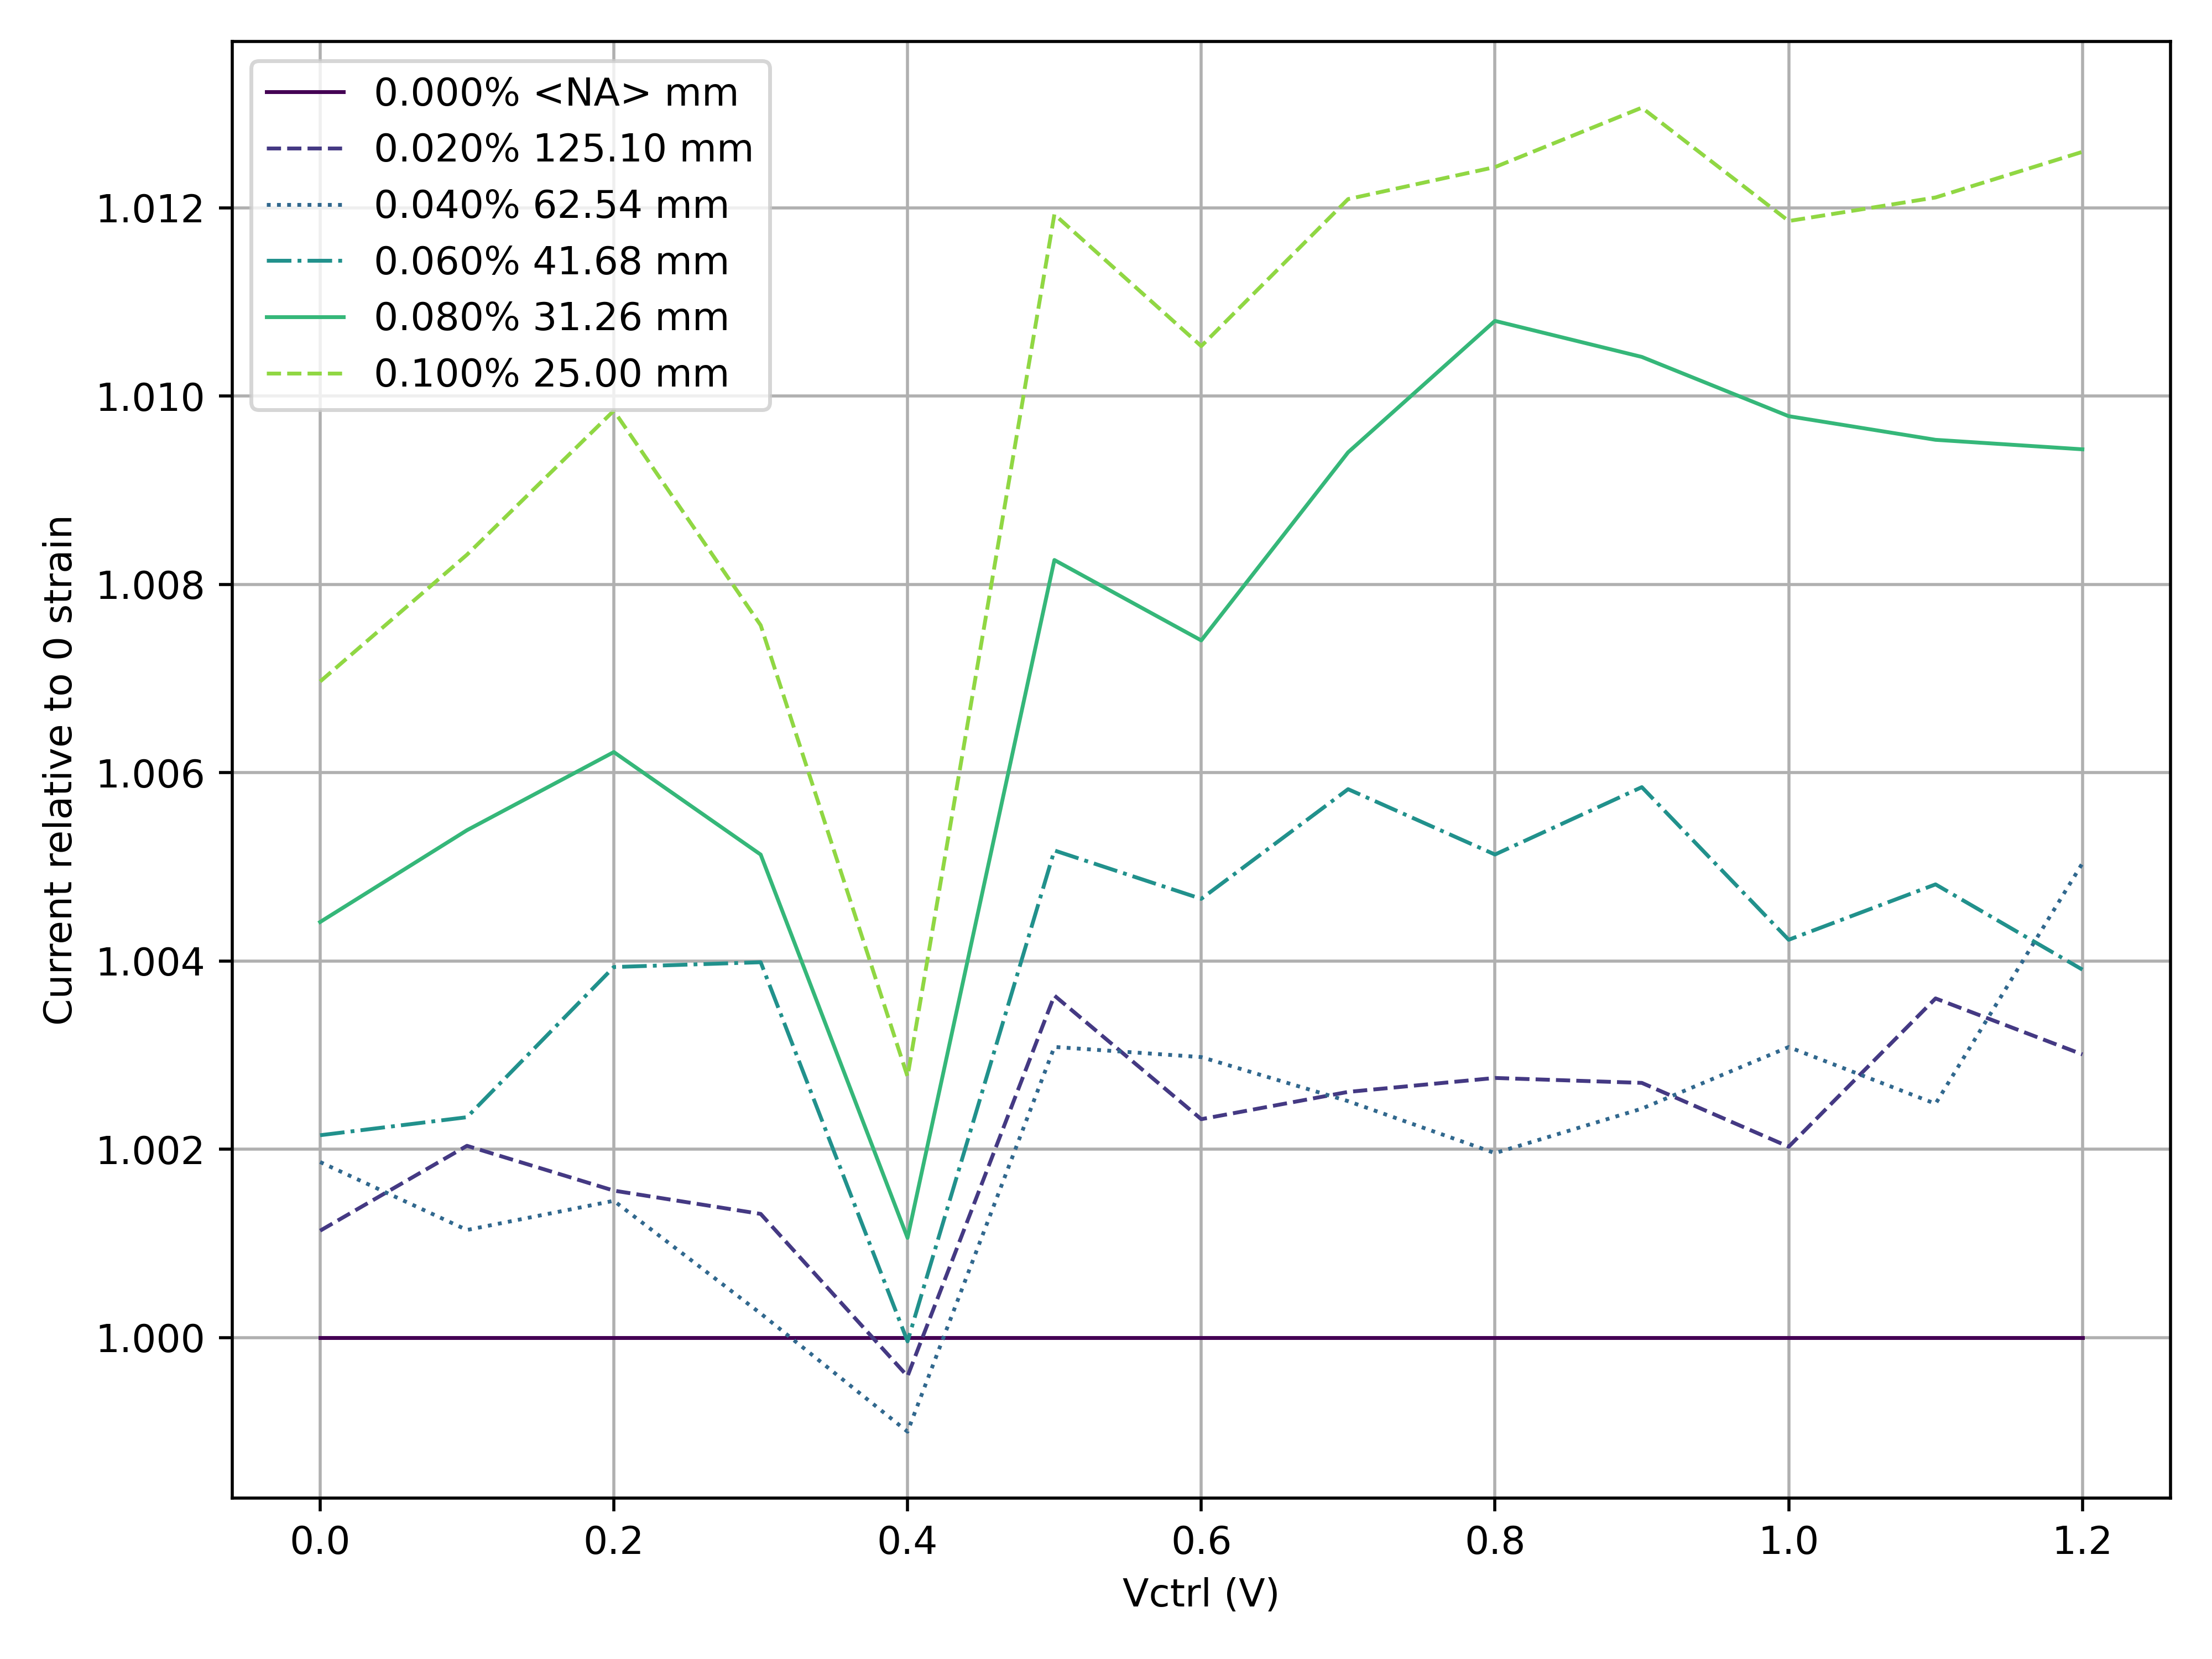 0.000% <NA> mm
0.020% 125.10 mm
0.040% 62.54 mm
0.060% 41.68 mm
0.080% 31.26 mm
0.100% 25.00 mm
1.012
1.010
1.008
1.006
1.004
1.002
1.000
Current relative to 0 strain
0.0 0.2 0.4 0.6 0.8 1.0 1.2
Vctrl (V)